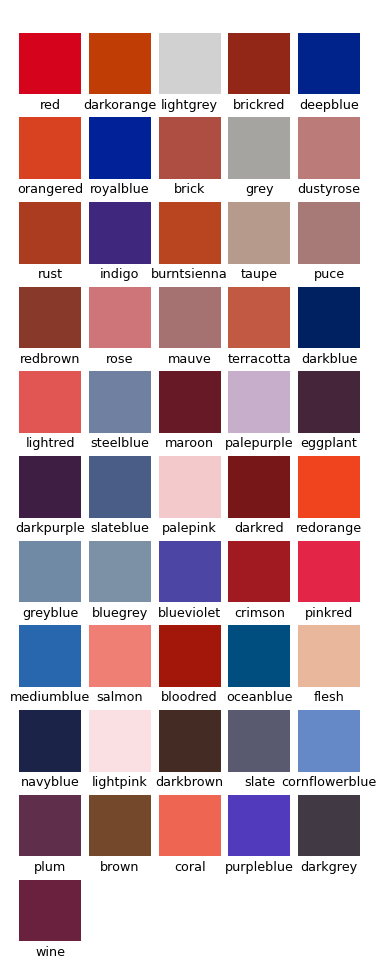 red darkorange lightgrey brickred deepblue
orangered royalblue brick grey dustyrose
rust indigo burntsienna taupe puce
redbrown rose mauve terracotta darkblue
lightred steelblue maroon palepurple eggplant
darkpurple slateblue palepink darkred redorange
greyblue bluegrey blueviolet crimson pinkred
mediumblue salmon bloodred oceanblue flesh
navyblue lightpink darkbrown slate cornflowerblue
plum brown coral purpleblue darkgrey
wine